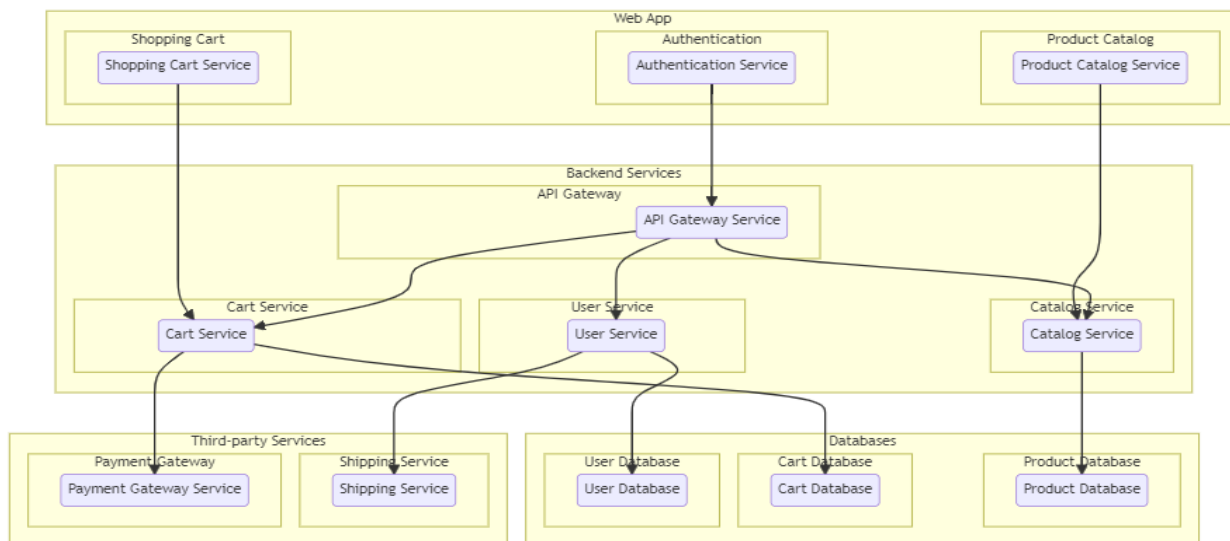 Web App
Shopping Cart
Authentication
Product Catalog
Shopping Cart Service
Authentication Service
Product Catalog Service
Backend Services
API Gateway
API Gateway Service
Cart Service
User Service
Catalog Service
Cart Service
User Service
Catalog Service
Third-party Services
Databases
Payment Gateway
Shipping Service
User Database
Cart Database
Product Database
Payment Gateway Service
Shipping Service
User Database
Cart Database
Product Database